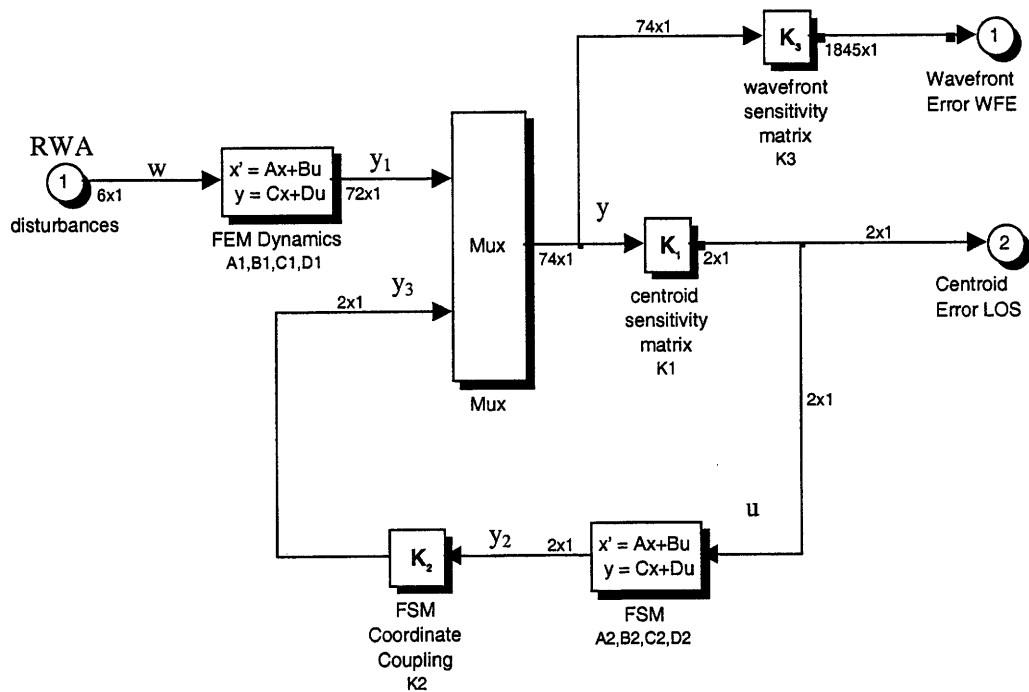 74x1
K₃
1845x1
1
wavefront
sensitivity
matrix
K3
Wavefront
Error WFE
RWA
1
w
6x1
disturbances
x' = Ax+Bu
y = Cx+Du
FEM Dynamics
A1,B1,C1,D1
y₁
72x1
Mux
Mux
y₃
2x1
74x1
y
K₁
2x1
centroid
sensitivity
matrix
K1
2x1
2
Centroid
Error LOS
2x1
u
x' = Ax+Bu
y = Cx+Du
FSM
A2,B2,C2,D2
2x1
y₂
K₂
FSM
Coordinate
Coupling
K2